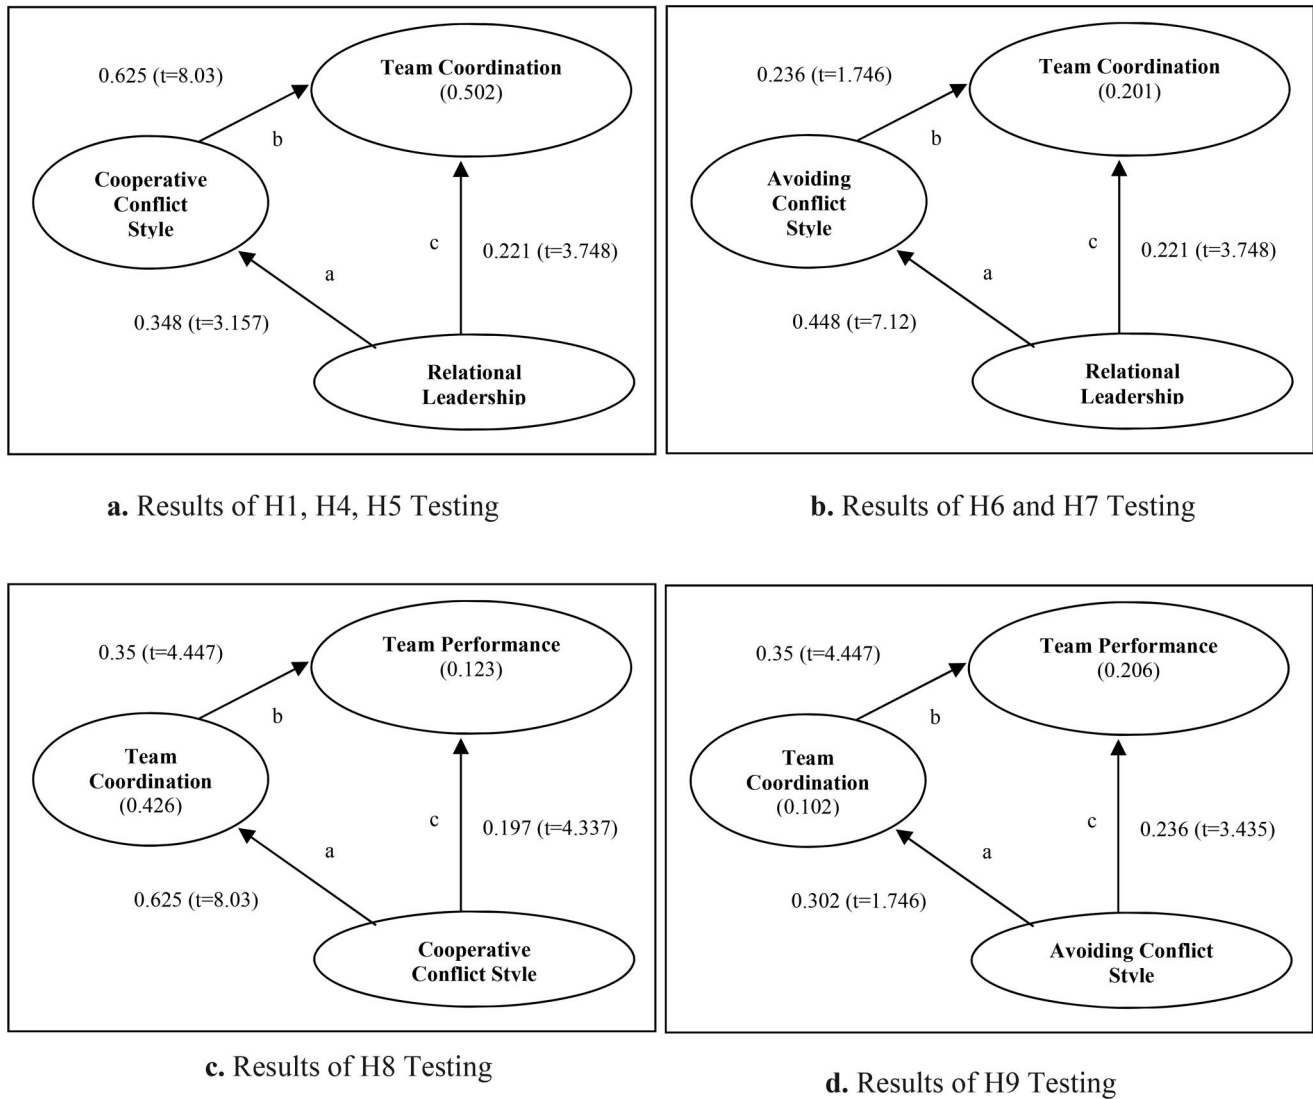 0.625 (t=8.03)
Team Coordination
(0.502)
b
Cooperative
Conflict
Style
c
0.221 (t=3.748)
a
0.348 (t=3.157)
Relational
Leadership
a. Results of H1, H4, H5 Testing
0.236 (t=1.746)
Team Coordination
(0.201)
b
Avoiding
Conflict
Style
c
0.221 (t=3.748)
a
0.448 (t=7.12)
Relational
Leadership
b. Results of H6 and H7 Testing
0.35 (t=4.447)
Team Performance
(0.123)
b
Team
Coordination
(0.426)
c
0.197 (t=4.337)
a
0.625 (t=8.03)
Cooperative
Conflict Style
c. Results of H8 Testing
0.35 (t=4.447)
Team Performance
(0.206)
b
Team
Coordination
(0.102)
c
0.236 (t=3.435)
a
0.302 (t=1.746)
Avoiding Conflict
Style
d. Results of H9 Testing